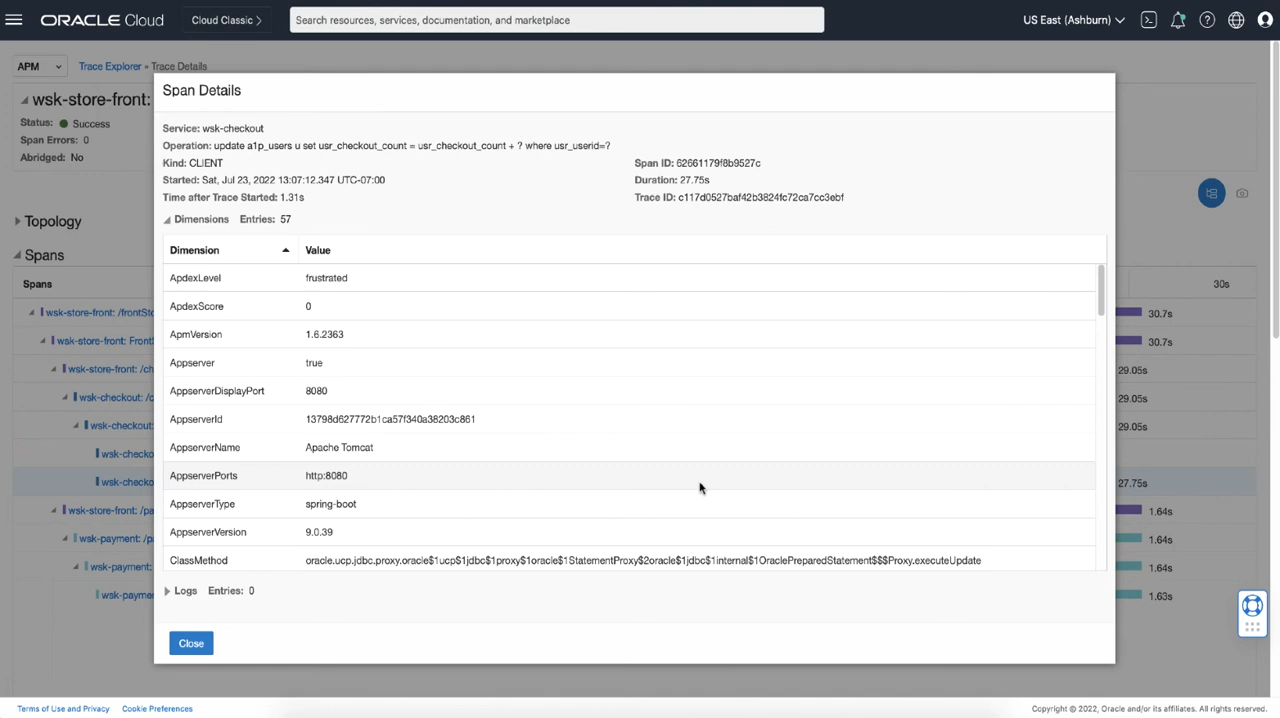 ORACLE Cloud
Cloud Classic >
Search resources, services, documentation, and marketplace
US East (Ashburn)
APM
Trace Explorer » Trace Details
wsk-store-front:
Status: Success
Span Errors: 0
Abridged: No
Topology
Spans
Spans
30s
wsk-store-front: /frontSto
30.7s
wsk-store-front: Front
30.7s
wsk-store-front: /ch
29.05s
wsk-checkout: /c
29.05s
wsk-checkout:
29.05s
wsk-checko
wsk-checko
27.75s
wsk-store-front: /pa
1.64s
wsk-payment: /pa
1.64s
wsk-payment:
1.64s
wsk-payme
1.63s
Span Details
Service: wsk-checkout
Operation: update a1p_users u set usr_checkout_count = usr_checkout_count + ? where usr_userid=?
Kind: CLIENT
Span ID: 62661179f8b9527c
Started: Sat, Jul 23, 2022 13:07:12.347 UTC-07:00
Duration: 27.75s
Time after Trace Started: 1.31s
Trace ID: c117d0527baf42b3824fc72ca7cc3ebf
Dimensions Entries: 57
Dimension Value
ApdexLevel frustrated
ApdexScore 0
ApmVersion 1.6.2363
Appserver true
AppserverDisplayPort 8080
AppserverId 13798d627772b1ca57f340a38203c861
AppserverName Apache Tomcat
AppserverPorts http:8080
AppserverType spring-boot
AppserverVersion 9.0.39
ClassMethod oracle.ucp.jdbc.proxy.oracle$1ucp$1jdbc$1proxy$1oracle$1StatementProxy$2oracle$1jdbc$1internal$1OraclePreparedStatement$$$Proxy.executeUpdate
Logs Entries: 0
Close
Terms of Use and Privacy Cookie Preferences
Copyright © 2022, Oracle and/or its affiliates. All rights reserved.